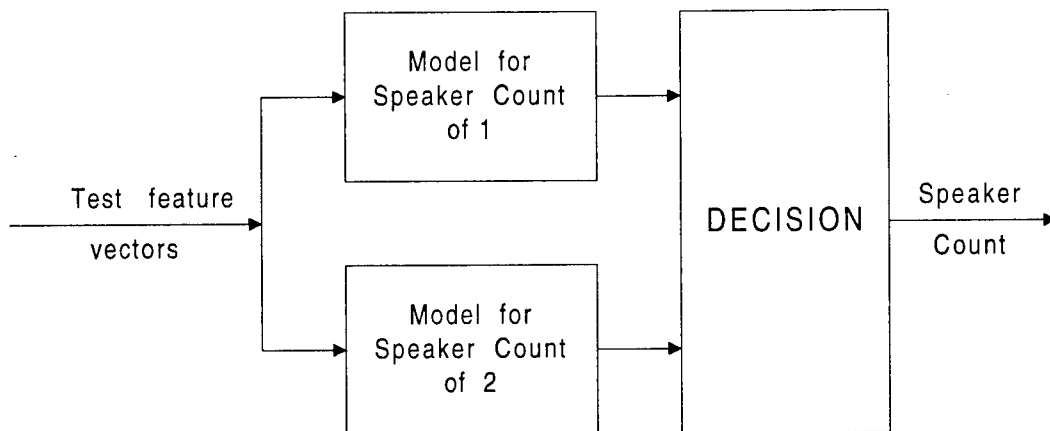 Model for
Speaker Count
of 1
Test feature
vectors
DECISION
Speaker
Count
Model for
Speaker Count
of 2